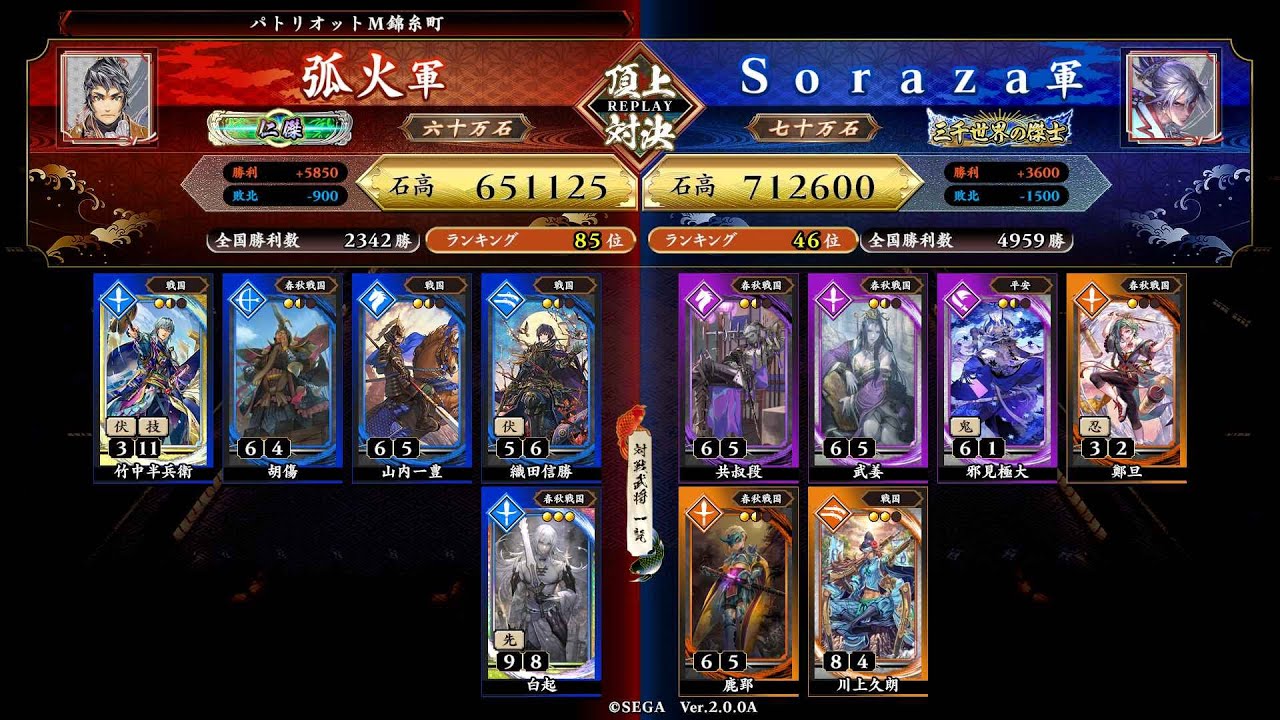 パトリオットM錦糸町
弧火軍
頂上
REPLAY
対決
Soraza軍
仁傑
六十万石
七十万石
三千世界の傑士
勝利 +5850
敗北 -900
石高 651125
石高 712600
勝利 +3600
敗北 -1500
全国勝利数 2342勝
ランキング 85位
ランキング 46位
全国勝利数 4959勝
戦国
春秋戦国
戦国
戦国
春秋戦国
春秋戦国
平安
春秋戦国
伏 技
伏
鬼
忍
3 11
6 4
6 5
5 6
6 5
6 5
6 1
3 2
竹中半兵衛
胡傷
山内一豊
織田信勝
共叔段
武姜
邪見極大
鄭旦
対戦武将一覧
春秋戦国
春秋戦国
戦国
先
9 8
6 5
8 4
白起
鹿郢
川上久朗
©SEGA Ver.2.0.0A